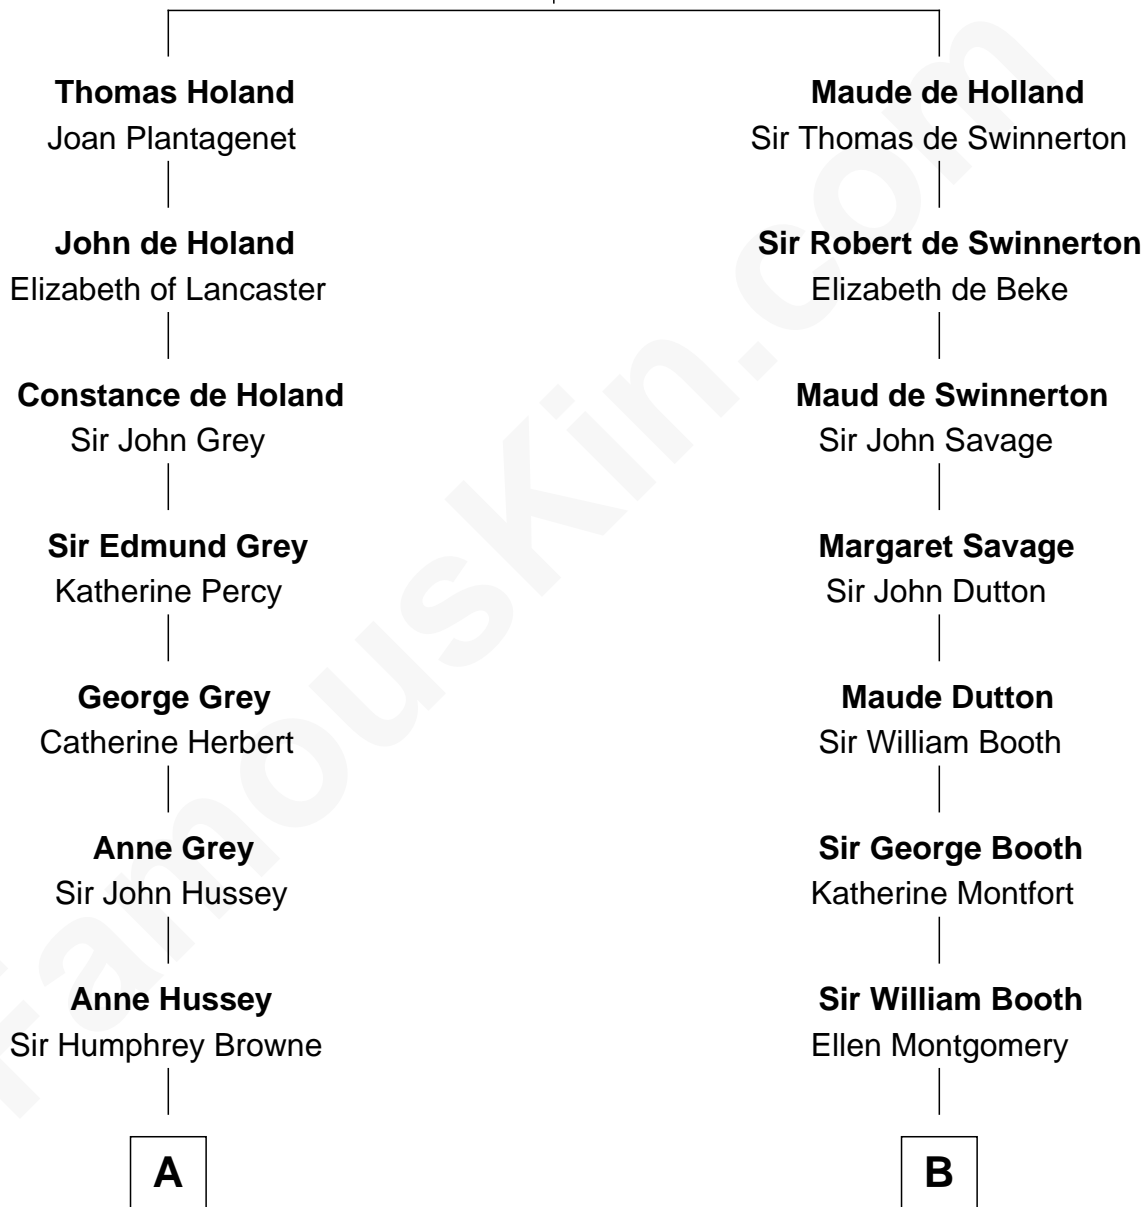 Thomas Holand
Joan Plantagenet
John de Holand
Elizabeth of Lancaster
Constance de Holand
Sir John Grey
Sir Edmund Grey
Katherine Percy
George Grey
Catherine Herbert
Anne Grey
Sir John Hussey
Anne Hussey
Sir Humphrey Browne
A
Maude de Holland
Sir Thomas de Swinnerton
Sir Robert de Swinnerton
Elizabeth de Beke
Maud de Swinnerton
Sir John Savage
Margaret Savage
Sir John Dutton
Maude Dutton
Sir William Booth
Sir George Booth
Katherine Montfort
Sir William Booth
Ellen Montgomery
B
FamousKin.com